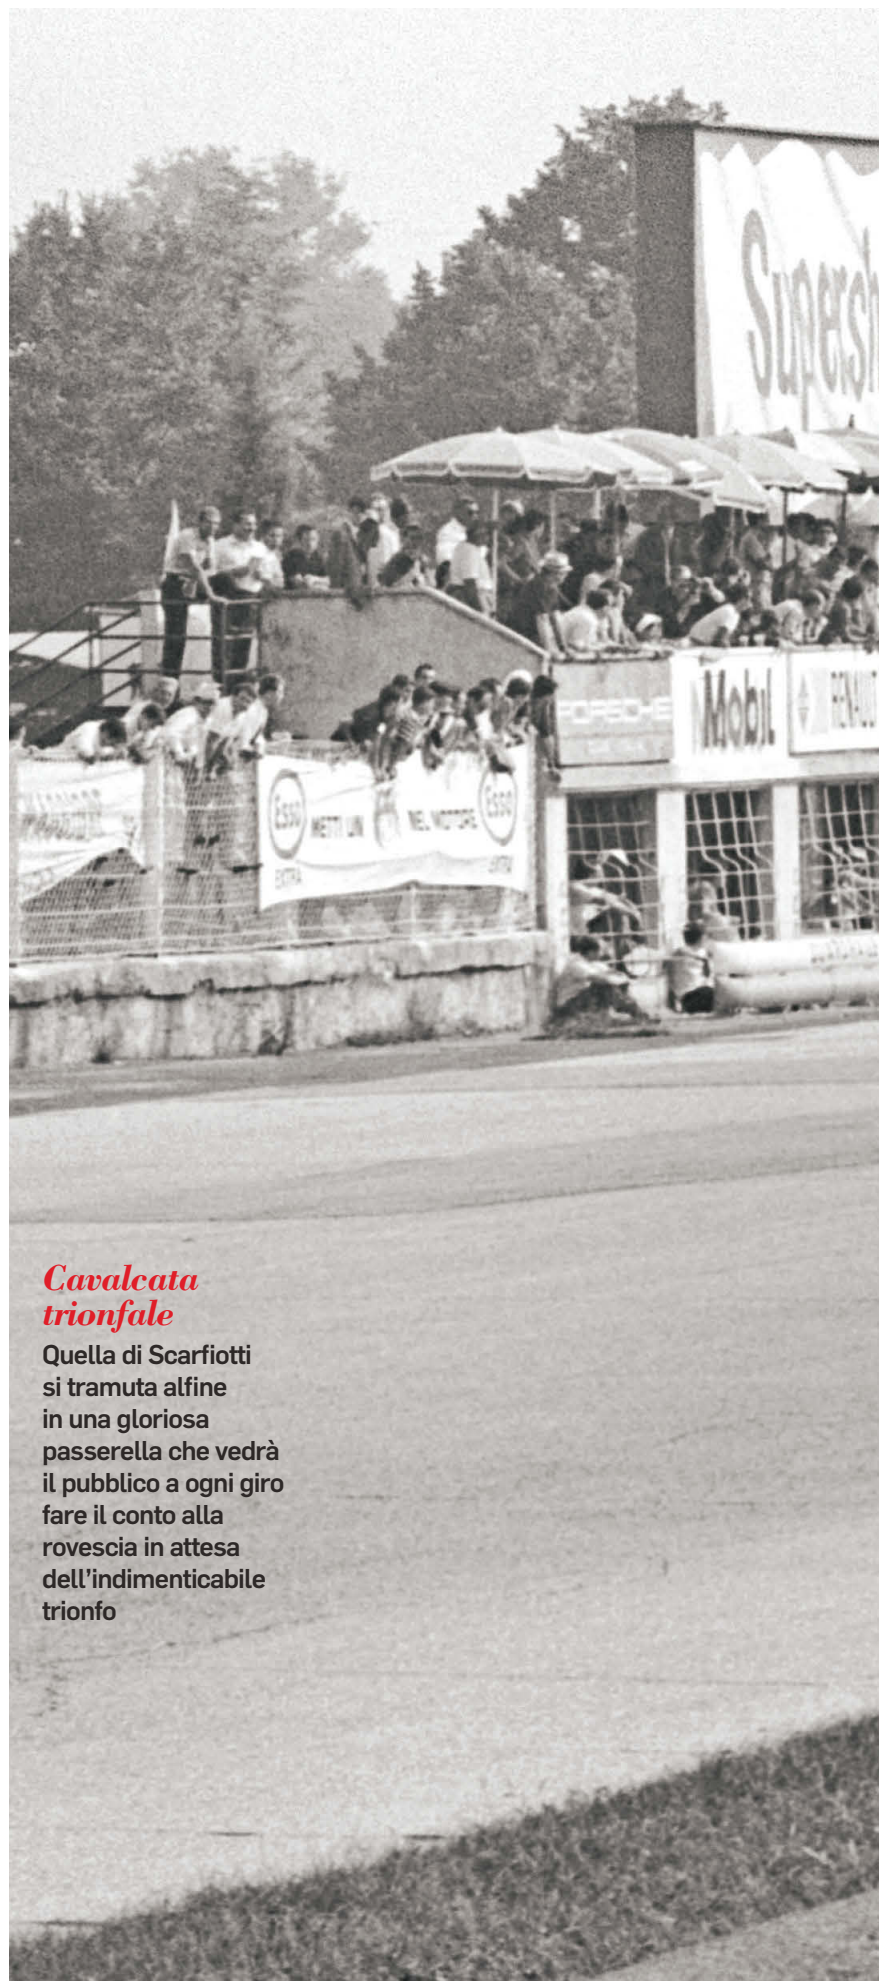 Supersh
PORSCHE
Mobil
RENAULT
Esso
METTI UN
NEL MOTORE
Esso
EXTRA
EXTRA
Cavalcata
trionfale
Quella di Scarfiotti
si tramuta alfine
in una gloriosa
passerella che vedrà
il pubblico a ogni giro
fare il conto alla
rovescia in attesa
dell’indimenticabile
trionfo